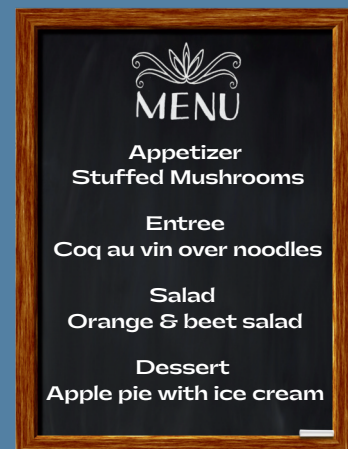 MENU
Appetizer
Stuffed Mushrooms
Entree
Coq au vin over noodles
Salad
Orange & beet salad
Dessert
Apple pie with ice cream